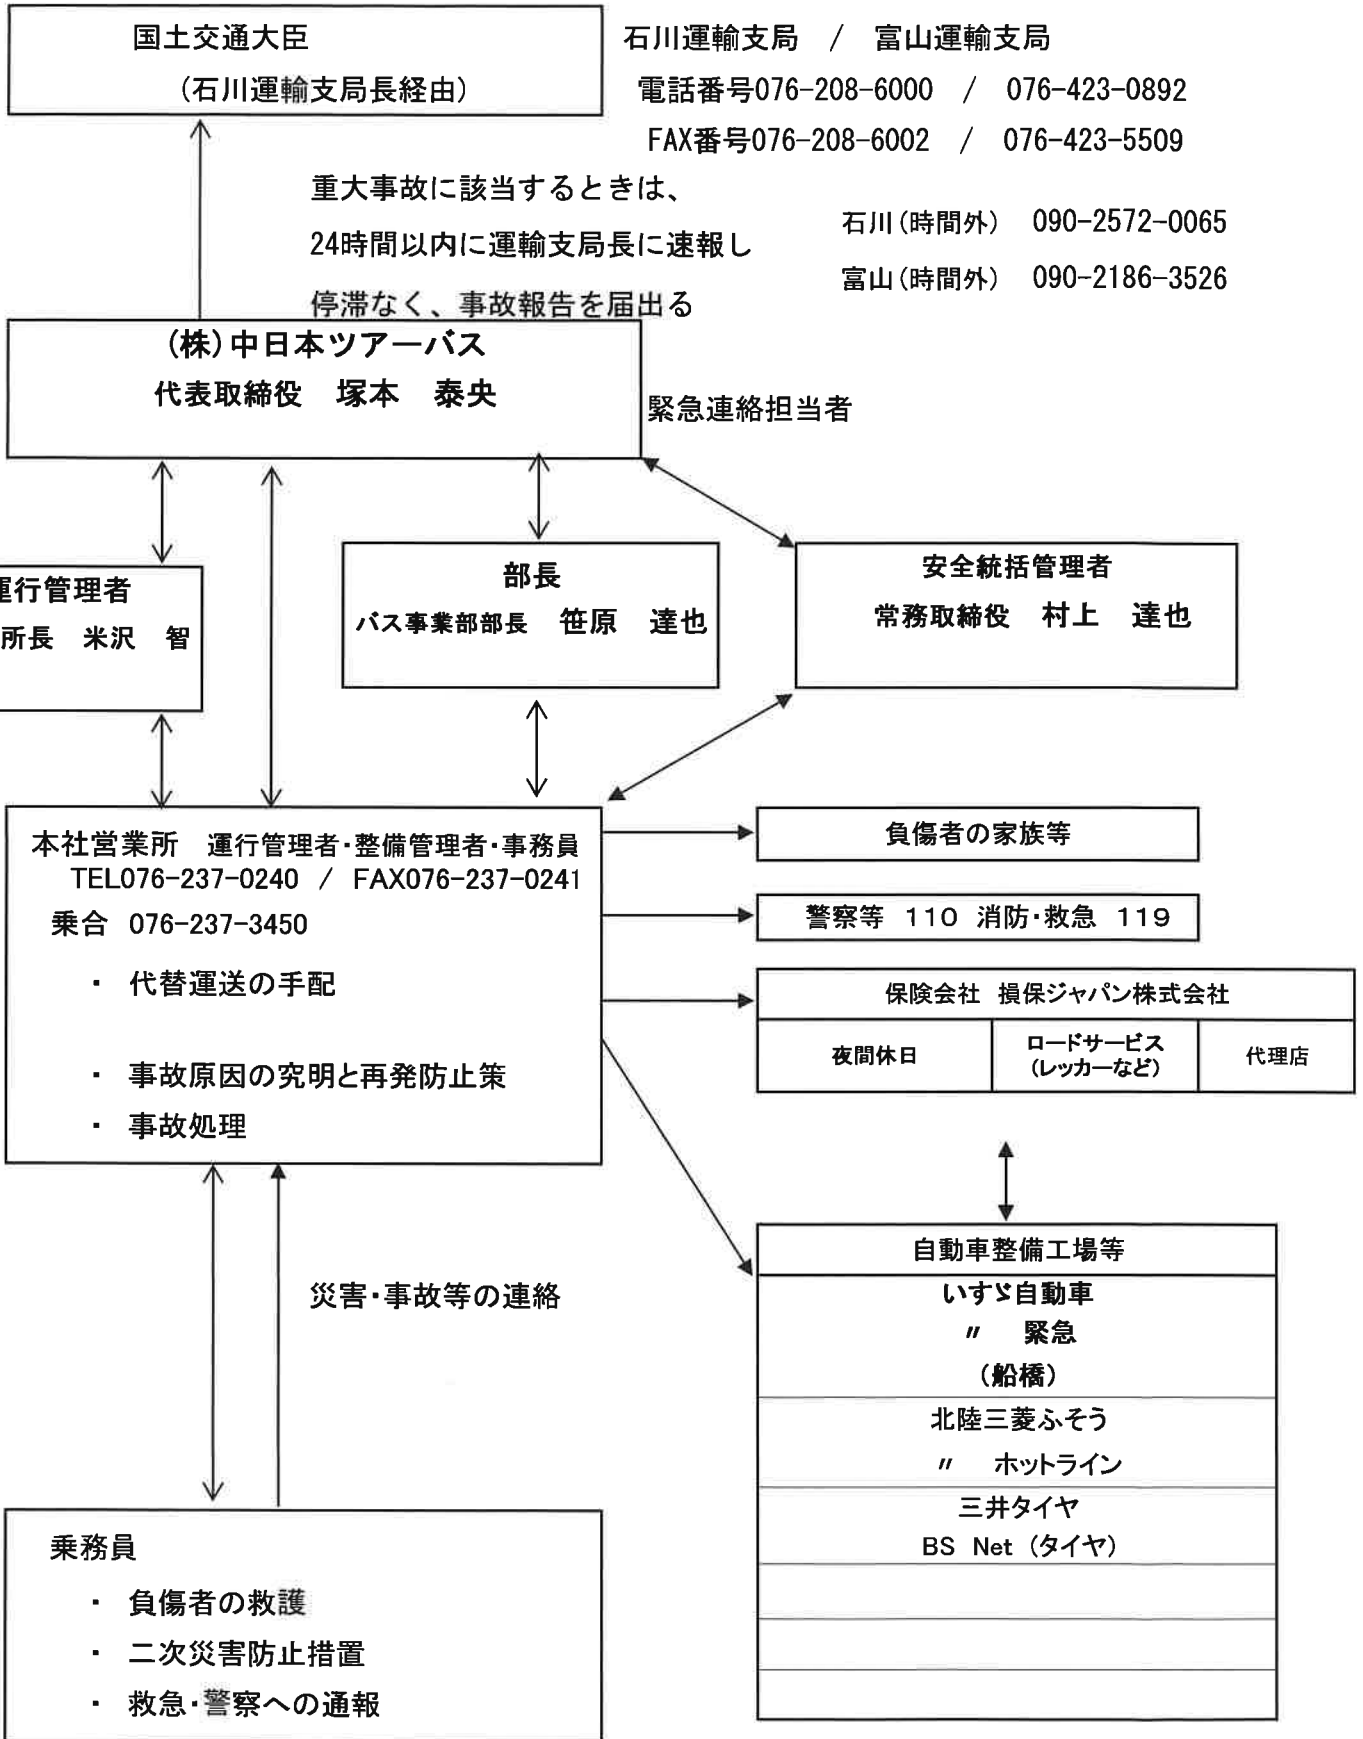 国土交通大臣
(石川運輸支局長経由)
石川運輸支局 / 富山運輸支局
電話番号076-208-6000 / 076-423-0892
FAX番号076-208-6002 / 076-423-5509
重大事故に該当するときは、
24時間以内に運輸支局長に速報し
停滞なく、事故報告を届出る
石川(時間外) 090-2572-0065
富山(時間外) 090-2186-3526
(株)中日本ツアーバス
代表取締役 塚本 泰央
緊急連絡担当者
運行管理者
所長 米沢 智
部長
バス事業部部長 笹原 達也
安全統括管理者
常務取締役 村上 達也
本社営業所 運行管理者・整備管理者・事務員
TEL076-237-0240 / FAX076-237-0241
乗合 076-237-3450
・ 代替運送の手配
・ 事故原因の究明と再発防止策
・ 事故処理
負傷者の家族等
警察等 110 消防・救急 119
保険会社 損保ジャパン株式会社
夜間休日
ロードサービス
(レッカーなど)
代理店
災害・事故等の連絡
自動車整備工場等
いすゞ自動車
〃 緊急
(船橋)
北陸三菱ふそう
〃 ホットライン
三井タイヤ
BS Net (タイヤ)
乗務員
・ 負傷者の救護
・ 二次災害防止措置
・ 救急・警察への通報